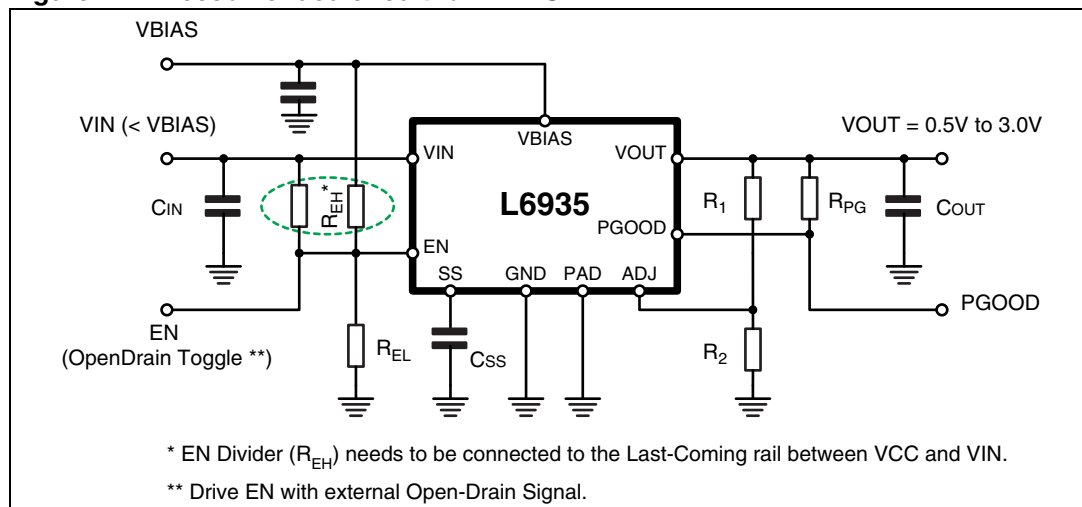 VBIAS
VIN (< VBIAS)
VOUT = 0.5V to 3.0V
VIN
VBIAS
VOUT
L6935
CIN
REH*
R1
RPG
COUT
PGOOD
EN
SS
GND
PAD
ADJ
EN
(OpenDrain Toggle **)
REL
CSS
R2
PGOOD
* EN Divider (REH) needs to be connected to the Last-Coming rail between VCC and VIN.
** Drive EN with external Open-Drain Signal.